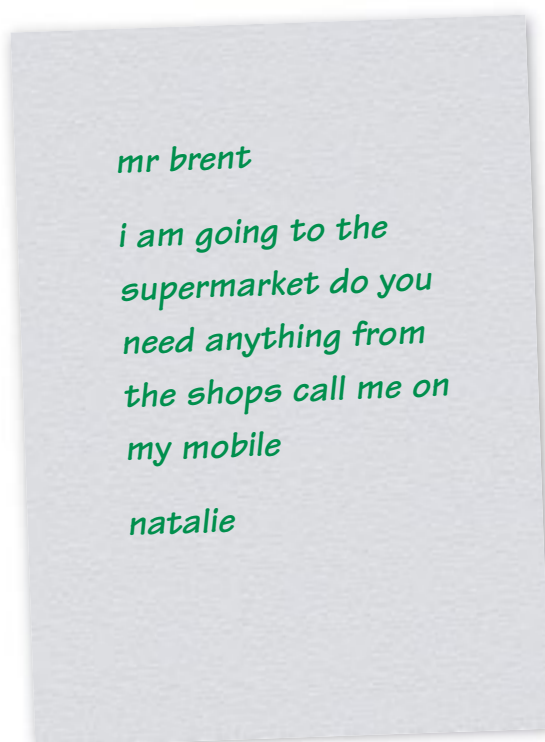 mr brent
i am going to the
supermarket do you
need anything from
the shops call me on
my mobile
natalie